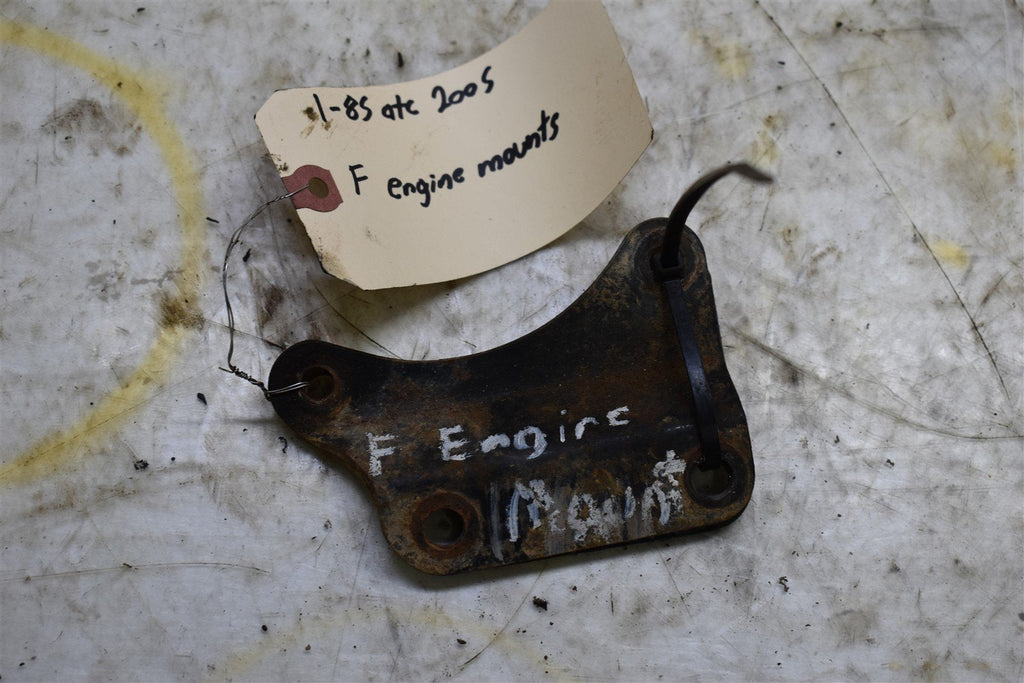 1-85 atc 200S
F engine mounts
F Engine
Mount